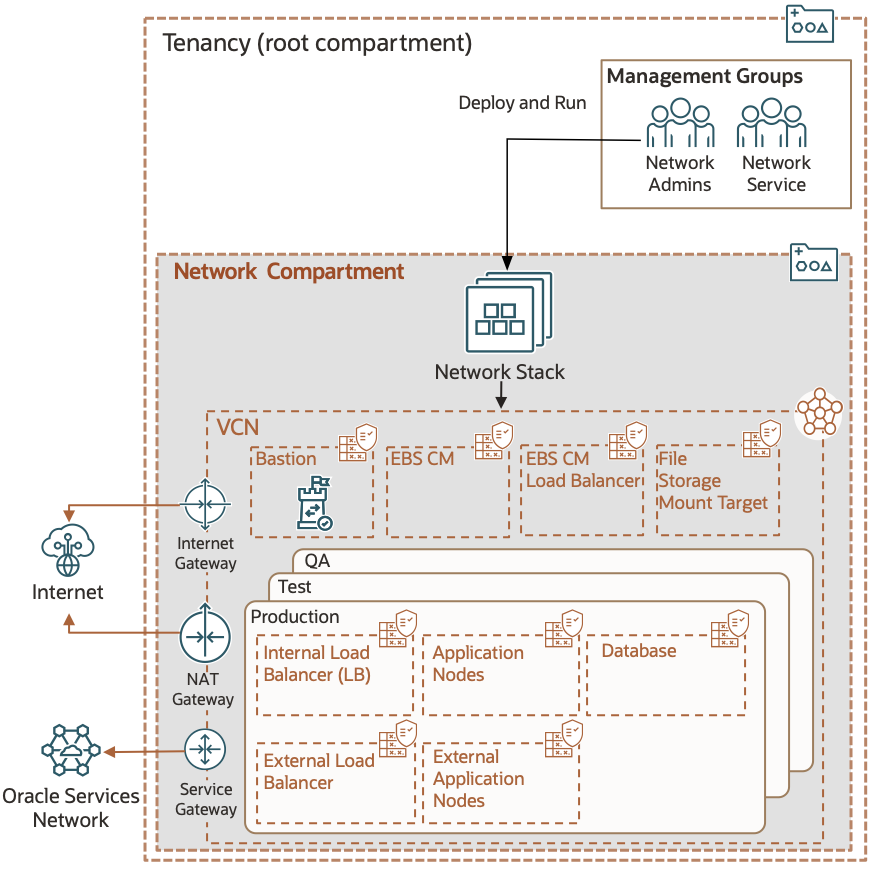 Tenancy (root compartment)
Management Groups
Deploy and Run
Network
Admins
Network
Service
Network Compartment
Network Stack
VCN
Bastion
EBS CM
EBS CM
Load Balancer
File
Storage
Mount Target
Internet
Gateway
Internet
QA
Test
Production
Internal Load
Balancer (LB)
Application
Nodes
Database
NAT
Gateway
External Load
Balancer
External
Application
Nodes
Service
Gateway
Oracle Services
Network